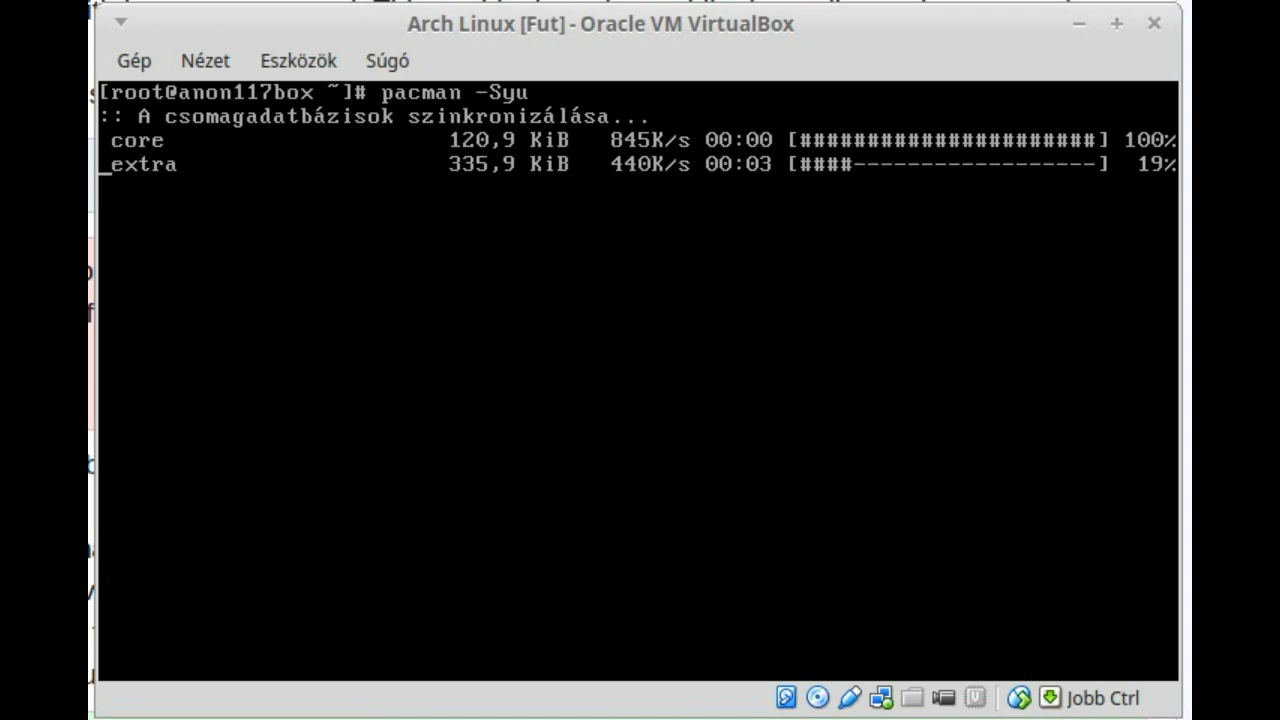 Arch Linux [Fut] - Oracle VM VirtualBox
Gép Nézet Eszközök Súgó
[root@anon117box ~]# pacman -Syu
:: A csomagadatbázisok szinkronizálása...
core 120,9 KiB 845K/s 00:00 [######################] 100%
extra 335,9 KiB 440K/s 00:03 [####------------------] 19%
Jobb Ctrl